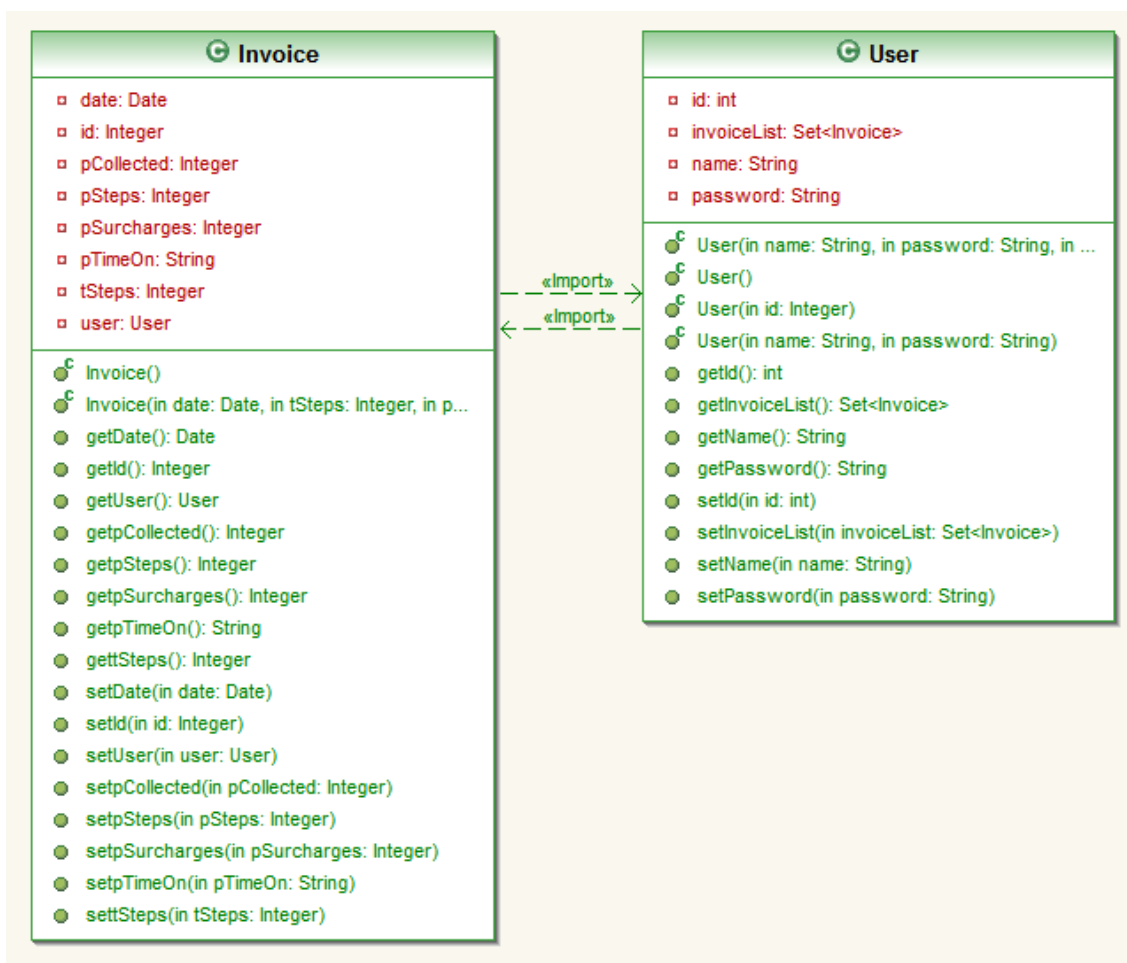 Invoice
date: Date
id: Integer
pCollected: Integer
pSteps: Integer
pSurcharges: Integer
pTimeOn: String
tSteps: Integer
user: User
Invoice()
Invoice(in date: Date, in tSteps: Integer, in p...
getDate(): Date
getId(): Integer
getUser(): User
getpCollected(): Integer
getpSteps(): Integer
getpSurcharges(): Integer
getpTimeOn(): String
gettSteps(): Integer
setDate(in date: Date)
setId(in id: Integer)
setUser(in user: User)
setpCollected(in pCollected: Integer)
setpSteps(in pSteps: Integer)
setpSurcharges(in pSurcharges: Integer)
setpTimeOn(in pTimeOn: String)
settSteps(in tSteps: Integer)
«Import»
«Import»
User
id: int
invoiceList: Set<Invoice>
name: String
password: String
User(in name: String, in password: String, in ...
User()
User(in id: Integer)
User(in name: String, in password: String)
getId(): int
getInvoiceList(): Set<Invoice>
getName(): String
getPassword(): String
setId(in id: int)
setInvoiceList(in invoiceList: Set<Invoice>)
setName(in name: String)
setPassword(in password: String)